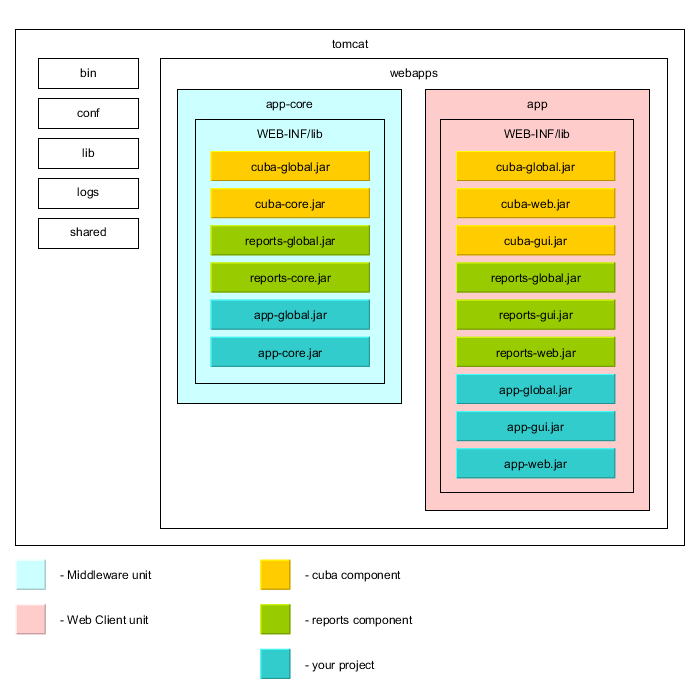 tomcat
bin
conf
lib
logs
shared
webapps
app-core
WEB-INF/lib
cuba-global.jar
cuba-core.jar
reports-global.jar
reports-core.jar
app-global.jar
app-core.jar
app
WEB-INF/lib
cuba-global.jar
cuba-web.jar
cuba-gui.jar
reports-global.jar
reports-gui.jar
reports-web.jar
app-global.jar
app-gui.jar
app-web.jar
- Middleware unit
- Web Client unit
- cuba component
- reports component
- your project